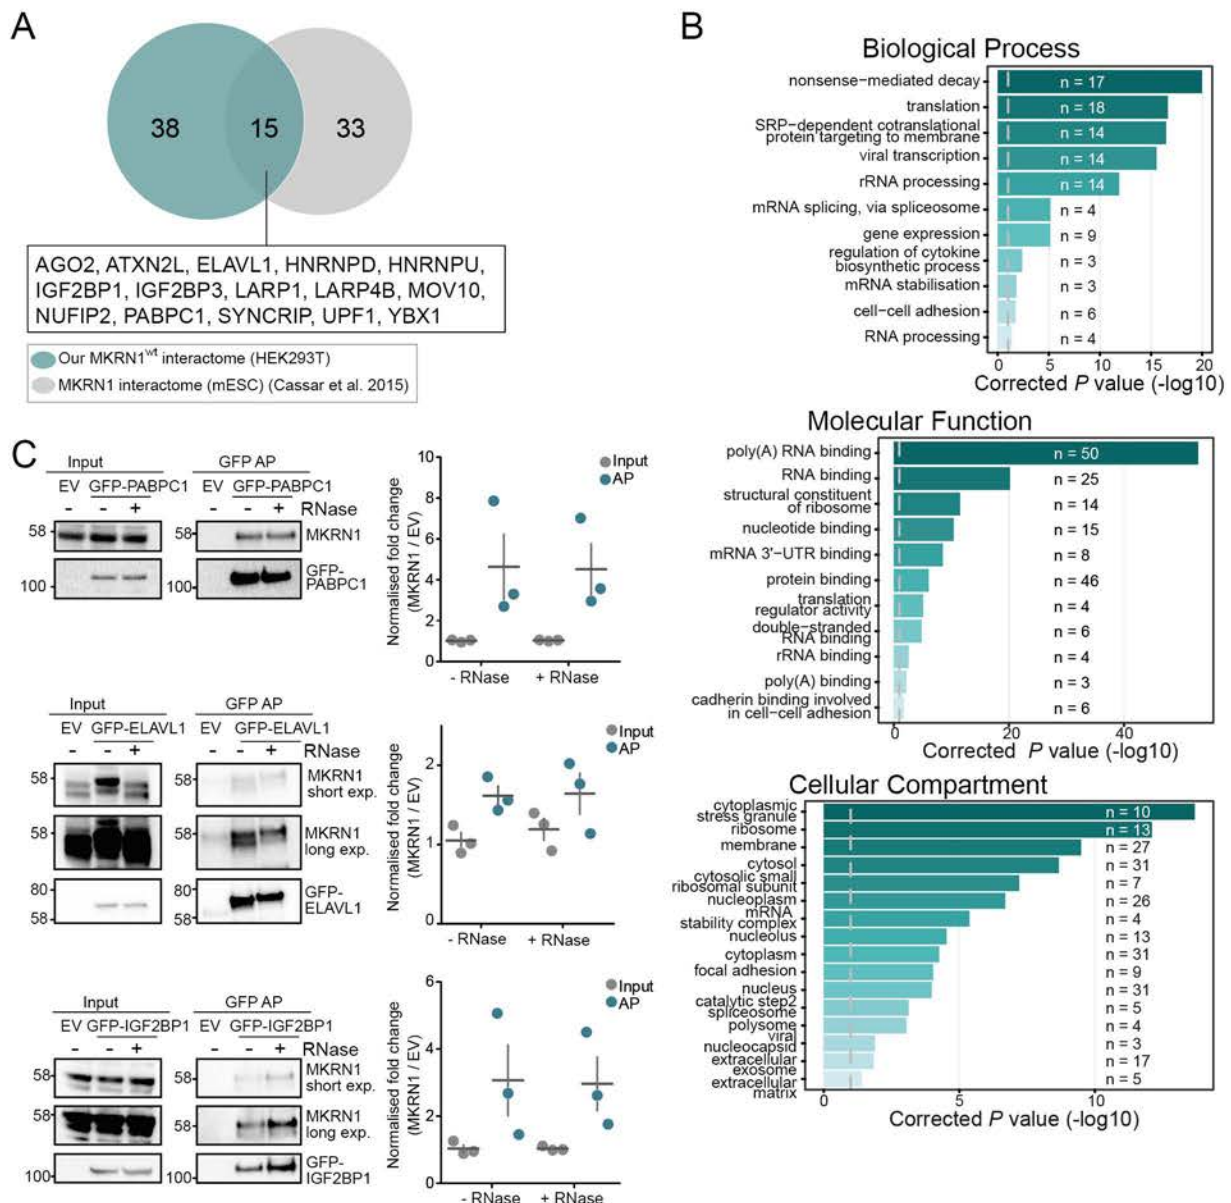 A
38
15
33
AGO2, ATXN2L, ELAVL1, HNRNPD, HNRNPU,
IGF2BP1, IGF2BP3, LARP1, LARP4B, MOV10,
NUFIP2, PABPC1, SYNCRIP, UPF1, YBX1
Our MKRN1wt interactome (HEK293T)
MKRN1 interactome (mESC) (Cassar et al. 2015)
B
Biological Process
nonsense-mediated decay
n = 17
translation
n = 18
SRP−dependent cotranslational
protein targeting to membrane
n = 14
viral transcription
n = 14
rRNA processing
n = 14
mRNA splicing, via spliceosome
n = 4
gene expression
n = 9
regulation of cytokine
biosynthetic process
n = 3
mRNA stabilisation
n = 3
cell−cell adhesion
n = 6
RNA processing
n = 4
0 5 10 15 20
Corrected P value (-log10)
Molecular Function
poly(A) RNA binding
n = 50
RNA binding
n = 25
structural constituent
of ribosome
n = 14
nucleotide binding
n = 15
mRNA 3'−UTR binding
n = 8
protein binding
n = 46
translation
regulator activity
n = 4
double−stranded
RNA binding
n = 6
rRNA binding
n = 4
poly(A) binding
n = 3
cadherin binding involved
in cell−cell adhesion
n = 6
0 20 40
Corrected P value (-log10)
Cellular Compartment
cytoplasmic
stress granule
n = 10
ribosome
n = 13
membrane
n = 27
cytosol
n = 31
cytosolic small
ribosomal subunit
n = 7
nucleoplasm
n = 26
mRNA
stability complex
n = 4
nucleolus
n = 13
cytoplasm
n = 31
focal adhesion
n = 9
nucleus
n = 31
catalytic step2
spliceosome
n = 5
polysome
n = 4
viral
nucleocapsid
n = 3
extracellular
exosome
n = 17
extracellular
matrix
n = 5
0 5 10
Corrected P value (-log10)
C
Input GFP AP
EV GFP-PABPC1 EV GFP-PABPC1
- - + - - + RNase
58 58 MKRN1
100 100 GFP-
PABPC1
Normalised fold change
(MKRN1 / EV)
10
8
6
4
2
0
Input
AP
- RNase + RNase
Input GFP AP
EV GFP-ELAVL1 EV GFP-ELAVL1
- - + - - + RNase
58 58 MKRN1
short exp.
58 58 MKRN1
long exp.
80 80 GFP-
58 58 ELAVL1
Normalised fold change
(MKRN1 / EV)
2
1
0
Input
AP
- RNase + RNase
Input GFP AP
EV GFP-IGF2BP1 EV GFP-IGF2BP1
- - + - - + RNase
58 58 MKRN1
short exp.
58 58 MKRN1
long exp.
100 100 GFP-
IGF2BP1
Normalised fold change
(MKRN1 / EV)
6
4
2
0
Input
AP
- RNase + RNase